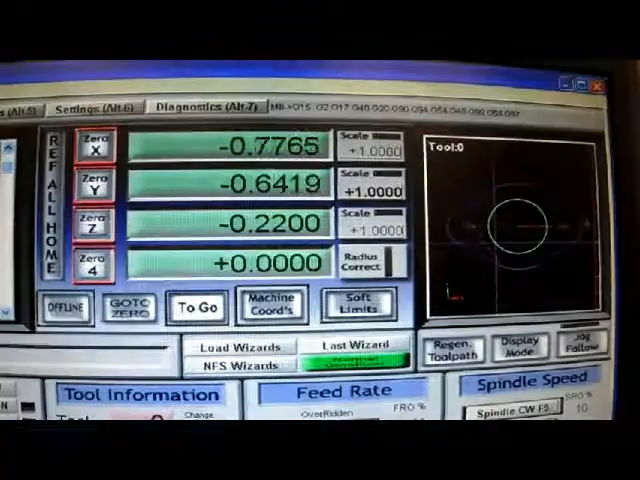 Settings (Alt.6) Diagnostics (Alt-7)
REF ALL HOME
Zero X -0.7765 Scale +1.0000
Zero Y -0.6419 Scale +1.0000
Zero Z -0.2200 Scale +1.0000
Zero 4 +0.0000 Radius Correct
Tool:0
OFFLINE GOTO ZERO To Go Machine Coord's Soft Limits
Load Wizards Last Wizard
NFS Wizards
Regen. Toolpath Display Mode Jog Follow
Tool Information Feed Rate Spindle Speed
Change OverRidden FRO % Spindle CW F5 SRO %
10